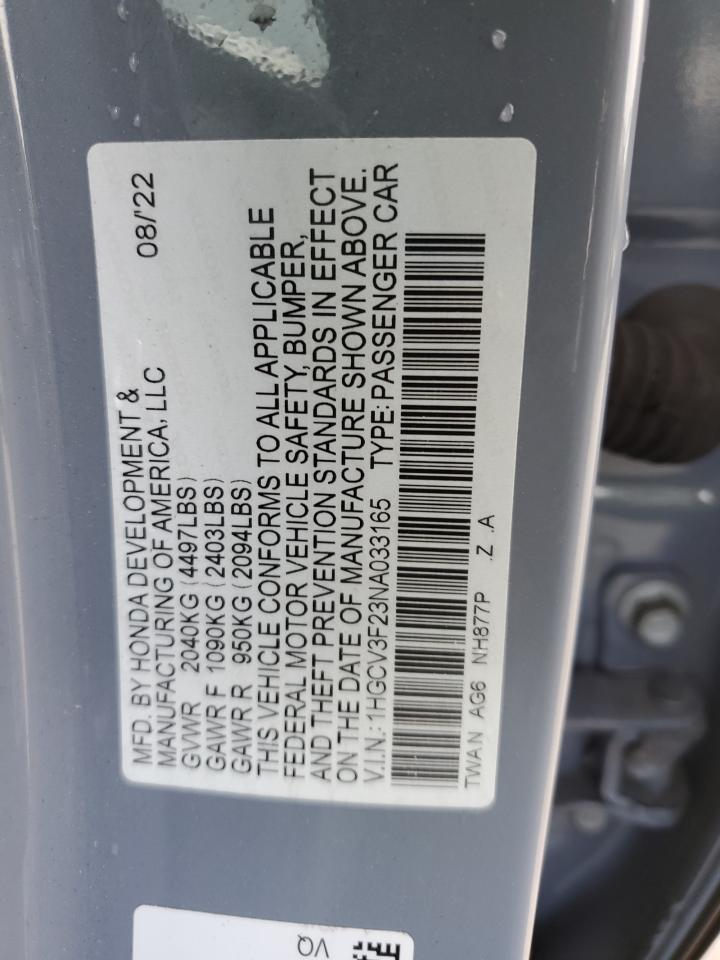 MFD. BY HONDA DEVELOPMENT &
MANUFACTURING OF AMERICA, LLC 08/'22
GVWR 2040KG (4497LBS)
GAWR F 1090KG (2403LBS)
GAWR R 950KG (2094LBS)
THIS VEHICLE CONFORMS TO ALL APPLICABLE
FEDERAL MOTOR VEHICLE SAFETY, BUMPER,
AND THEFT PREVENTION STANDARDS IN EFFECT
ON THE DATE OF MANUFACTURE SHOWN ABOVE.
V.I.N.:1HGCV3F23NA033165 TYPE:PASSENGER CAR
TWAN AG6 NH877P .Z .A
VQ